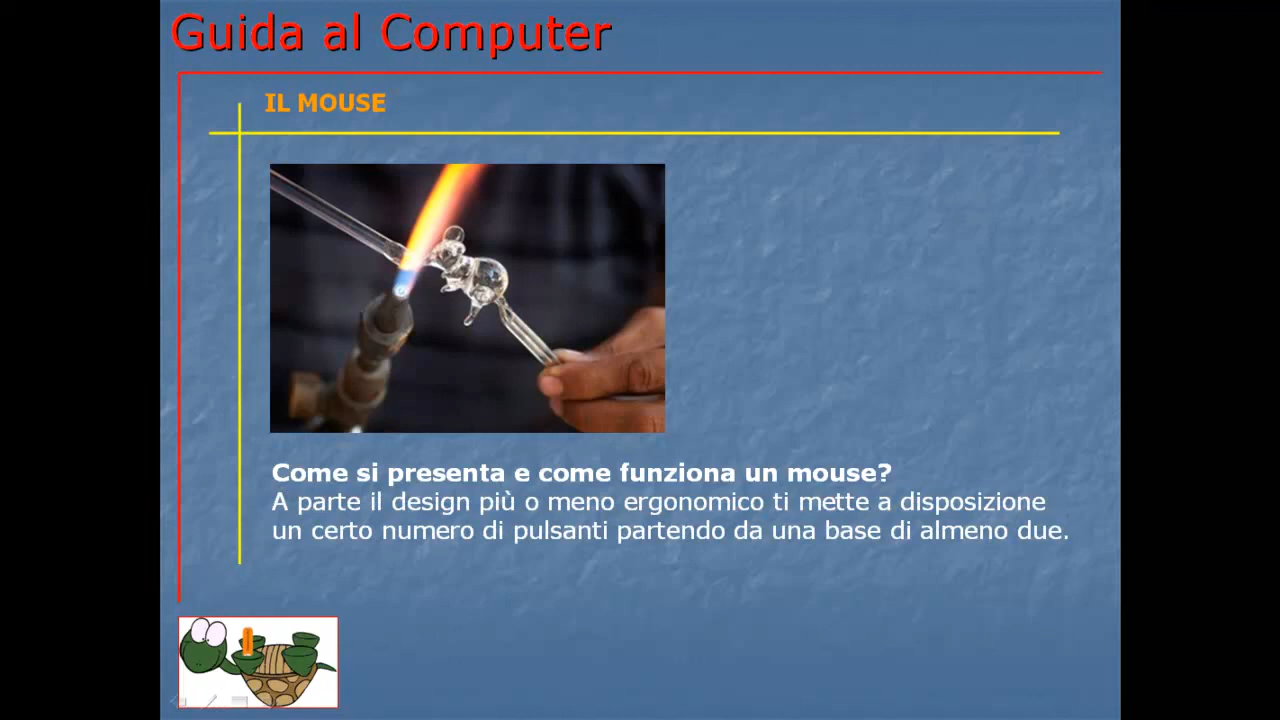 Guida al Computer
IL MOUSE
Come si presenta e come funziona un mouse?
A parte il design più o meno ergonomico ti mette a disposizione
un certo numero di pulsanti partendo da una base di almeno due.